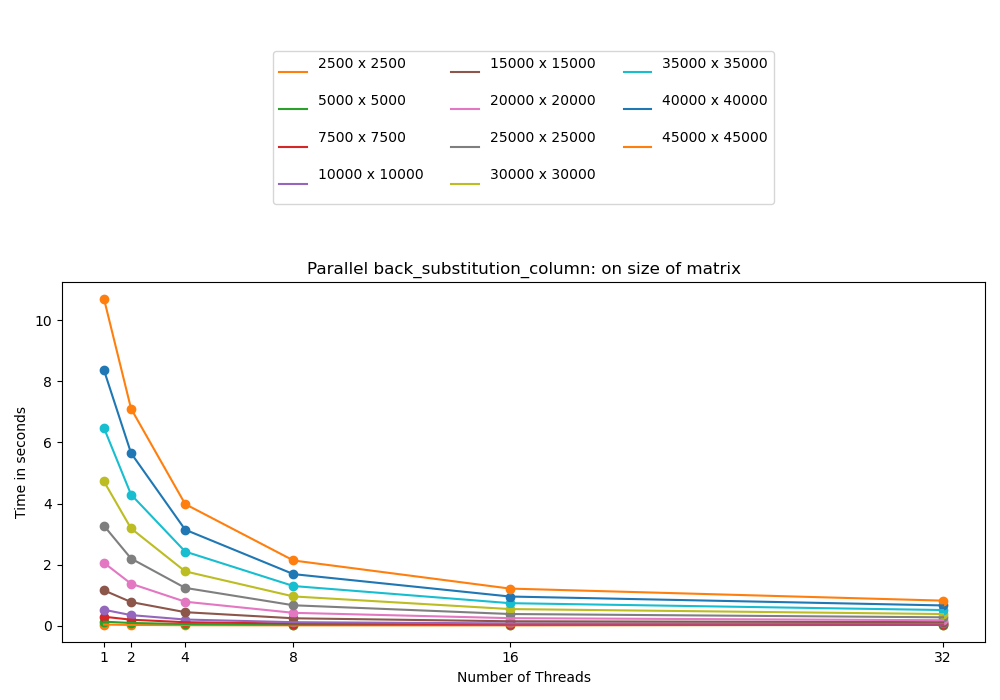 2500 x 2500
5000 x 5000
7500 x 7500
10000 x 10000
15000 x 15000
20000 x 20000
25000 x 25000
30000 x 30000
35000 x 35000
40000 x 40000
45000 x 45000
Parallel back_substitution_column: on size of matrix
Time in seconds
10
8
6
4
2
0
1 2 4 8 16 32
Number of Threads